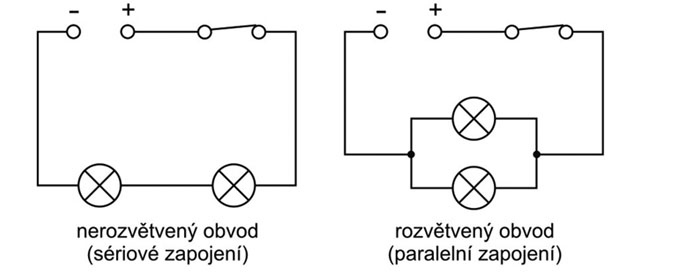 – +
– +
nerozvětvený obvod
(sériové zapojení)
rozvětvený obvod
(paralelní zapojení)